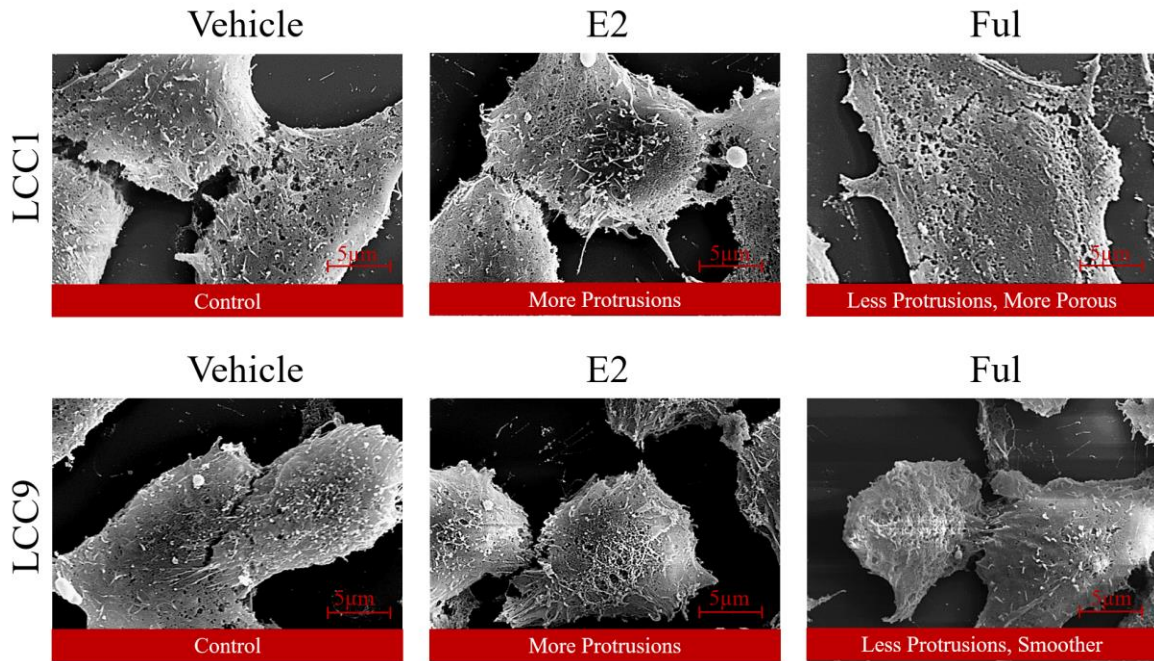 Vehicle E2 Ful
LCC1
5µm 5µm 5µm
Control More Protrusions Less Protrusions, More Porous
Vehicle E2 Ful
LCC9
5µm 5µm 5µm
Control More Protrusions Less Protrusions, Smoother